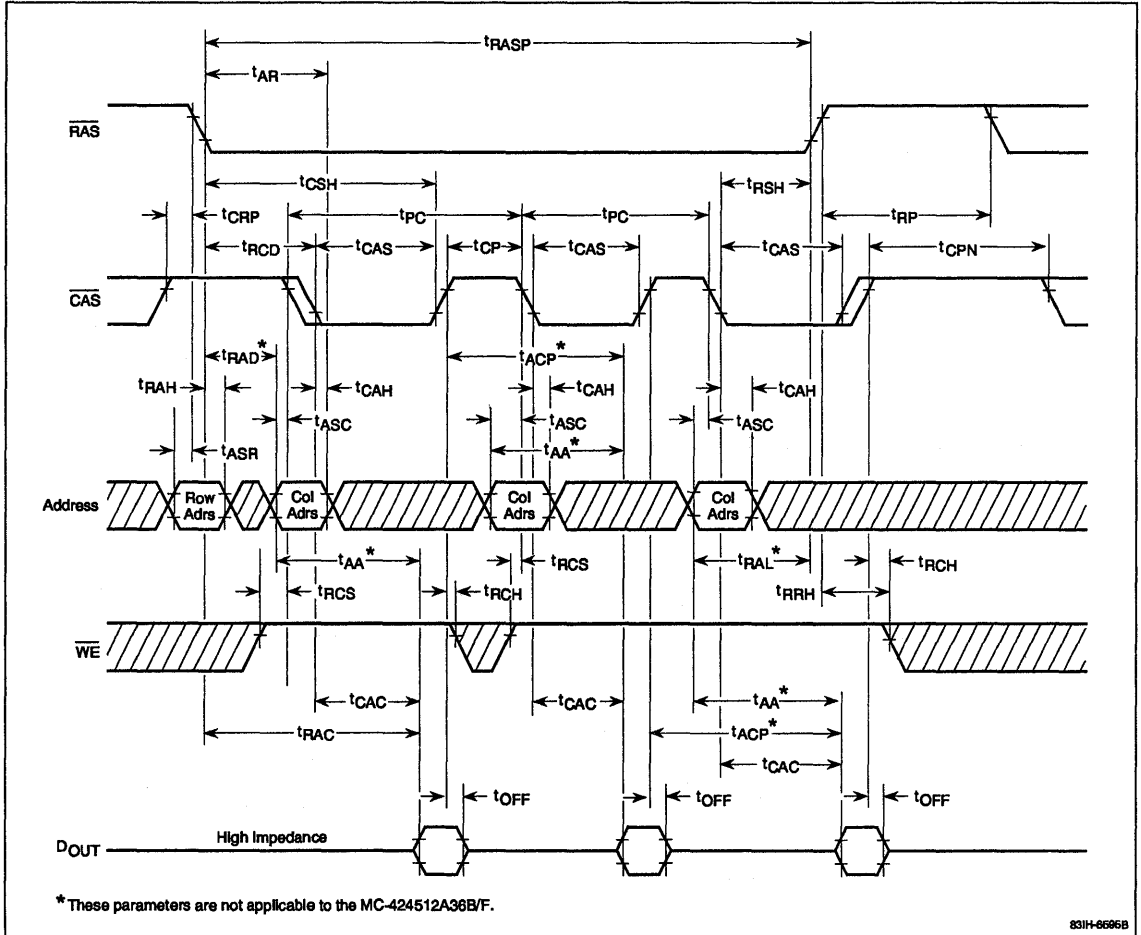 tRASP
tAR
RAS
tCSH tRSH
tCRP tPC tPC tRP
tRCD tCAS tCP tCAS tCAS tCPN
CAS
tRAD* tACP*
tRAH tCAH tCAH tCAH
tASC tASC tASC
tASR tAA*
Address Row Adrs Col Adrs Col Adrs Col Adrs
tAA* tRCS tRAL* tRCH
tRCS tRCH tRRH
WE
tCAC tCAC tAA*
tRAC tACP*
tCAC
tOFF tOFF tOFF
DOUT High Impedance
* These parameters are not applicable to the MC-424512A36B/F.
83IH-6595B